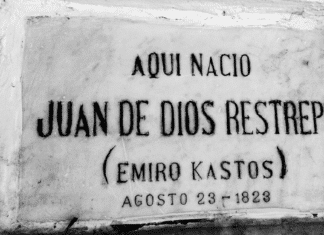 AQUI NACIO
JUAN DE DIOS RESTREP
(EMIRO KASTOS)
AGOSTO 23-1823